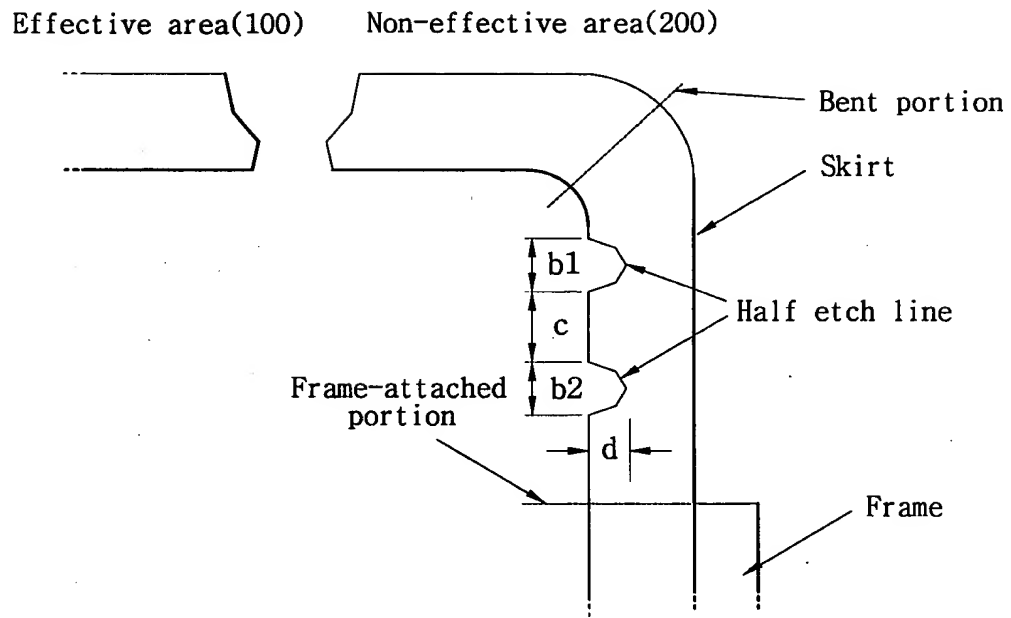 Effective area(100)
Non-effective area(200)
Bent portion
Skirt
b1
Half etch line
c
b2
Frame-attached
portion
d
Frame